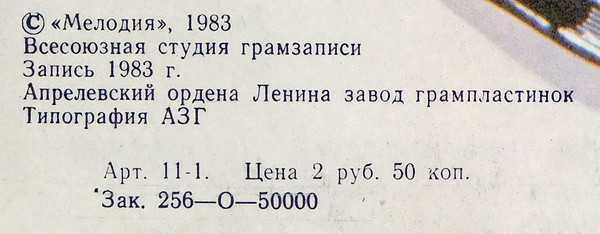 © «Мелодия», 1983
Всесоюзная студия грамзаписи
Запись 1983 г.
Апрелевский ордена Ленина завод грампластинок
Типография АЗГ
Арт. 11-1. Цена 2 руб. 50 коп.
Зак. 256—О—50000